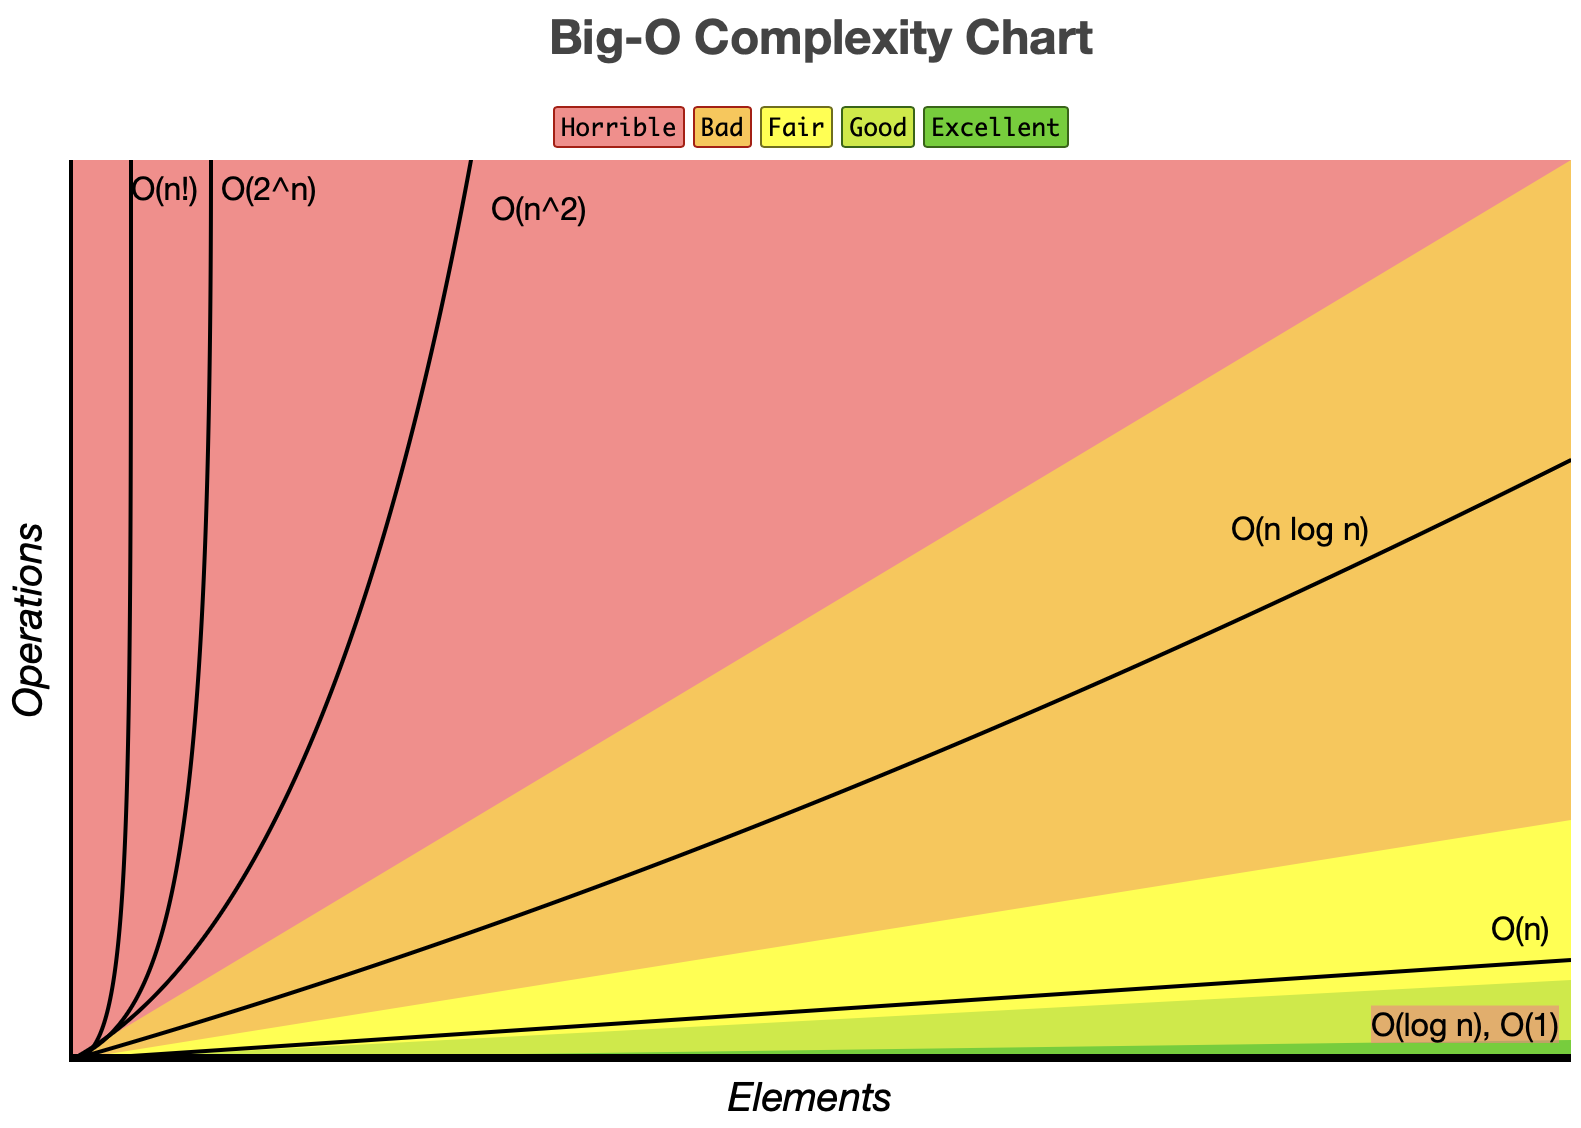 Big-O Complexity Chart
Horrible Bad Fair Good Excellent
O(n!) O(2^n)
O(n^2)
O(n log n)
Operations
O(n)
O(log n), O(1)
Elements